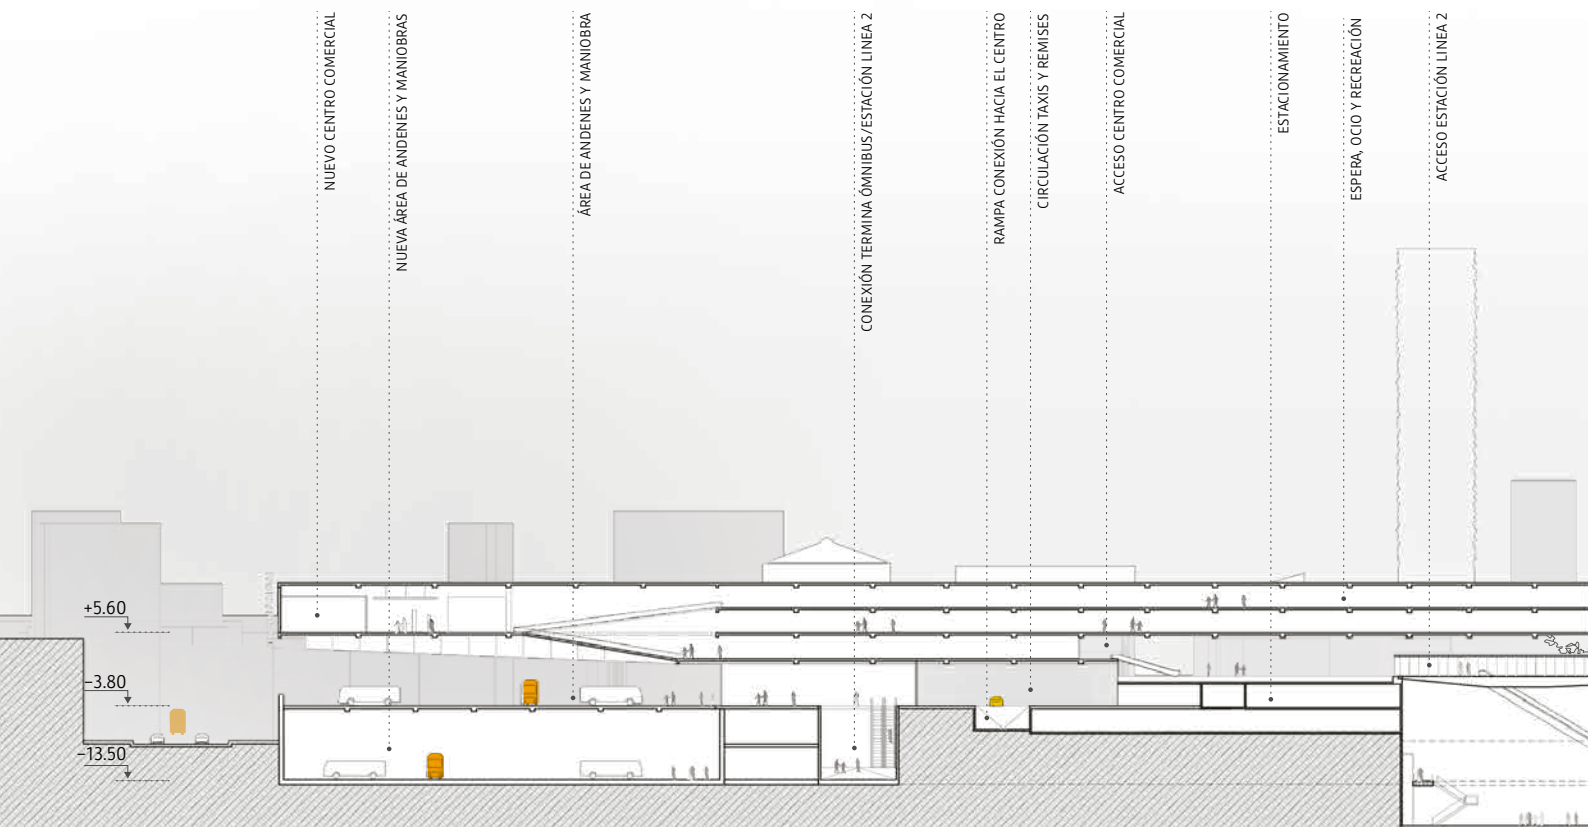 NUEVO CENTRO COMERCIAL
NUEVA ÁREA DE ANDENES Y MANIOBRAS
ÁREA DE ANDENES Y MANIOBRA
CONEXIÓN TERMINA ÓMNIBUS/ESTACIÓN LINEA 2
RAMPA CONEXIÓN HACIA EL CENTRO
CIRCULACIÓN TAXIS Y REMISES
ACCESO CENTRO COMERCIAL
ESTACIONAMIENTO
ESPERA, OCIO Y RECREACIÓN
ACCESO ESTACIÓN LINEA 2
+5.60
−3.80
−13.50